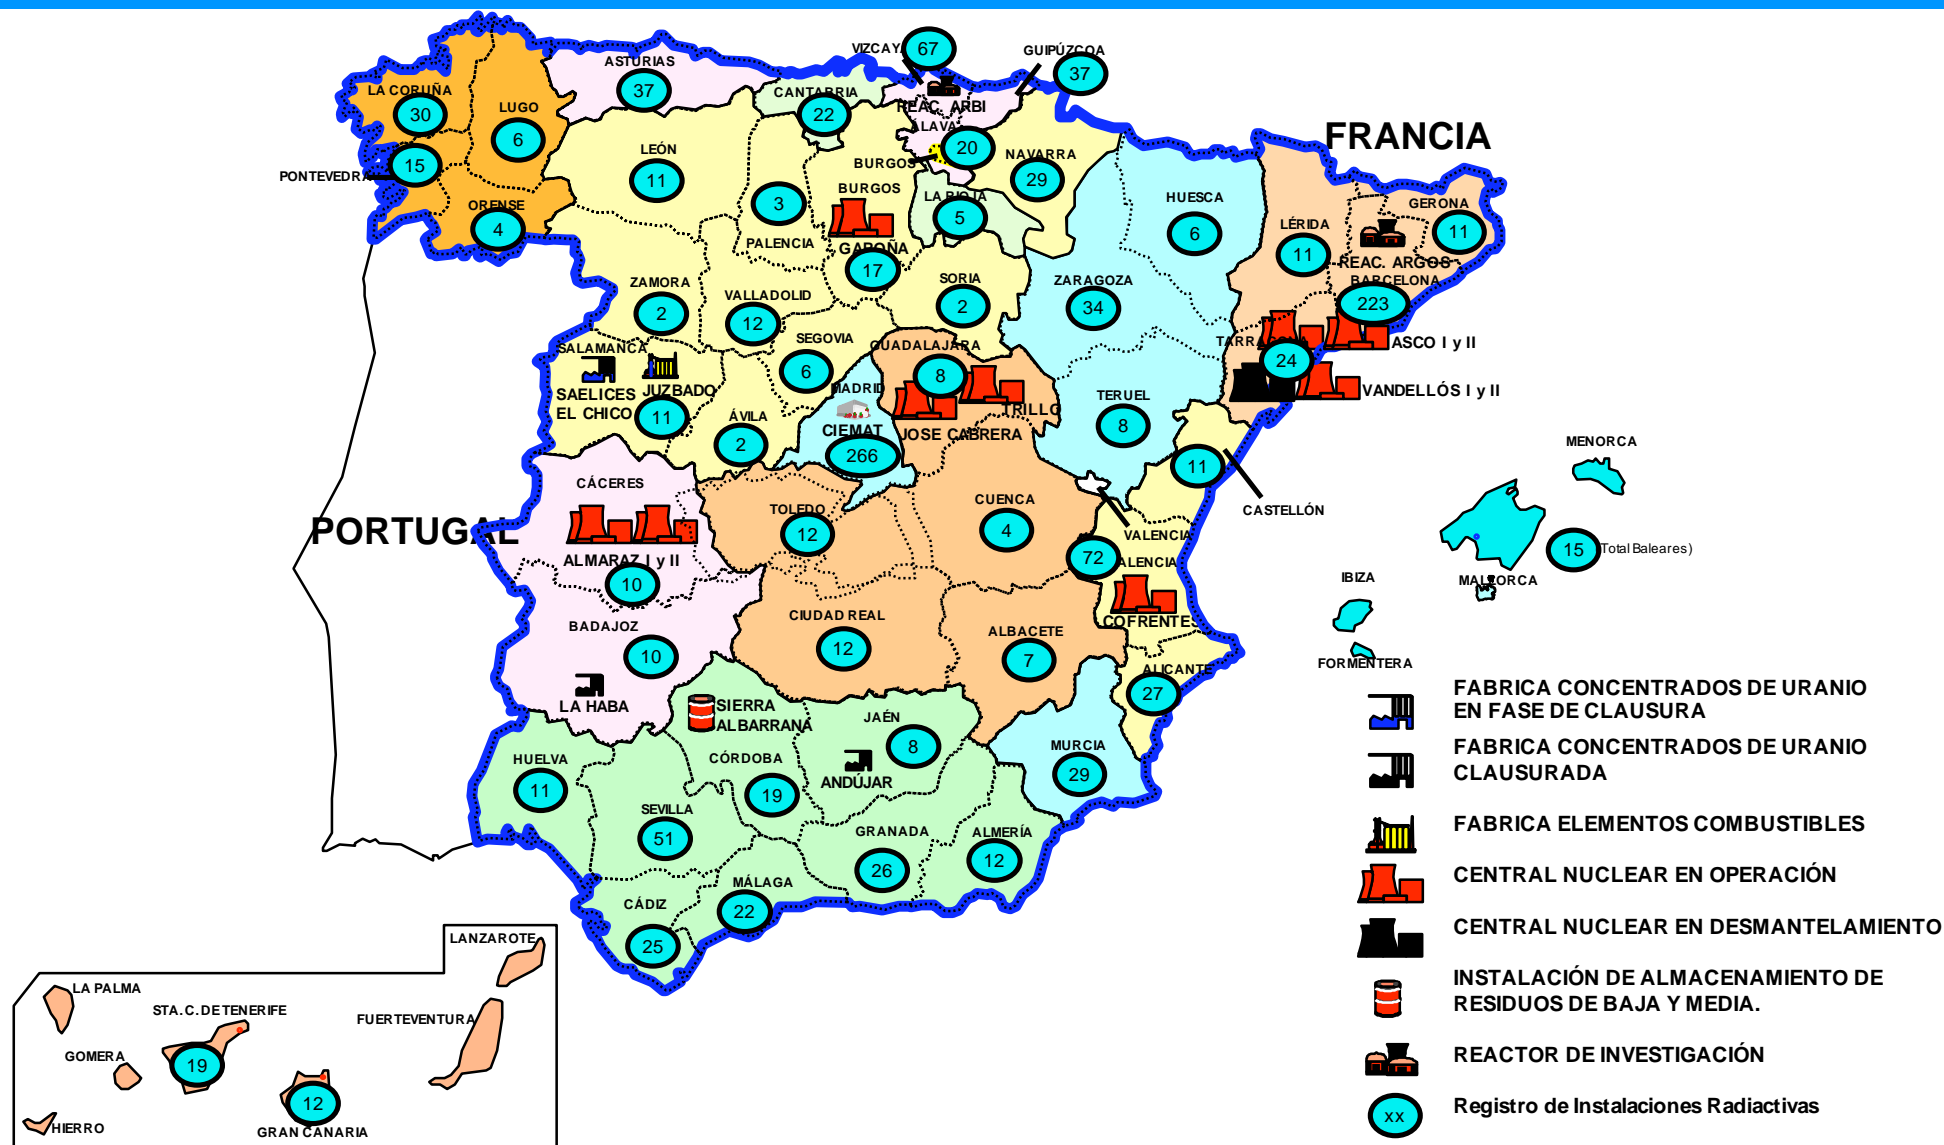 VIZCAYA
67
GUIPÚZCOA
37
ASTURIAS
37
CANTABRIA
22
LA CORUÑA
30
LUGO
6
REAC. ARBI
ÁLAVA
20
FRANCIA
PONTEVEDRA
15
LEÓN
11
BURGOS
NAVARRA
29
ORENSE
4
3
PALENCIA
BURGOS
GAROÑA
17
LA RIOJA
5
HUESCA
6
LÉRIDA
11
GERONA
11
REAC. ARGOS
BARCELONA
223
ZAMORA
2
VALLADOLID
12
SORIA
2
ZARAGOZA
34
SEGOVIA
6
GUADALAJARA
8
TARRAGONA
24
ASCO I y II
VANDELLÓS I y II
SALAMANCA
SAELICES
EL CHICO
JUZBADO
11
ÁVILA
2
MADRID
CIEMAT
266
TRILLO
JOSE CABRERA
TERUEL
8
11
CASTELLÓN
MENORCA
15
(Total Baleares)
MALLORCA
IBIZA
FORMENTERA
PORTUGAL
CÁCERES
ALMARAZ I y II
10
TOLEDO
12
CUENCA
4
VALENCIA
72
VALENCIA
COFRENTES
BADAJOZ
10
LA HABA
CIUDAD REAL
12
ALBACETE
7
ALICANTE
27
SIERRA
ALBARRANA
JAÉN
8
ANDÚJAR
MURCIA
29
HUELVA
11
CÓRDOBA
19
SEVILLA
51
GRANADA
26
ALMERÍA
12
MÁLAGA
22
CÁDIZ
25
LANZAROTE
LA PALMA
STA. C. DE TENERIFE
19
FUERTEVENTURA
GOMERA
12
GRAN CANARIA
HIERRO
FABRICA CONCENTRADOS DE URANIO
EN FASE DE CLAUSURA
FABRICA CONCENTRADOS DE URANIO
CLAUSURADA
FABRICA ELEMENTOS COMBUSTIBLES
CENTRAL NUCLEAR EN OPERACIÓN
CENTRAL NUCLEAR EN DESMANTELAMIENTO
INSTALACIÓN DE ALMACENAMIENTO DE
RESIDUOS DE BAJA Y MEDIA.
REACTOR DE INVESTIGACIÓN
xx
Registro de Instalaciones Radiactivas